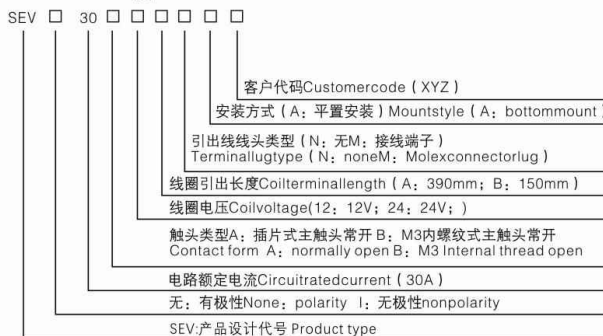 SEV □ 30 □ □ □ □ □ □
客户代码Customercode（XYZ）
安装方式（A：平置安装）Mountstyle（A：bottommount）
引出线线头类型（N：无M：接线端子）
Terminallugtype（N：noneM：Molexconnectorlug）
线圈引出长度Coilterminallength（A：390mm；B：150mm）
线圈电压Coilvoltage(12：12V；24：24V；)
触头类型A：插片式主触头常开 B：M3内螺纹式主触头常开
Contact form A：normally open B：M3 Internal thread open
电路额定电流Circuitratedcurrent（30A）
无：有极性None：polarity I：无极性nonpolarity
SEV:产品设计代号 Product type